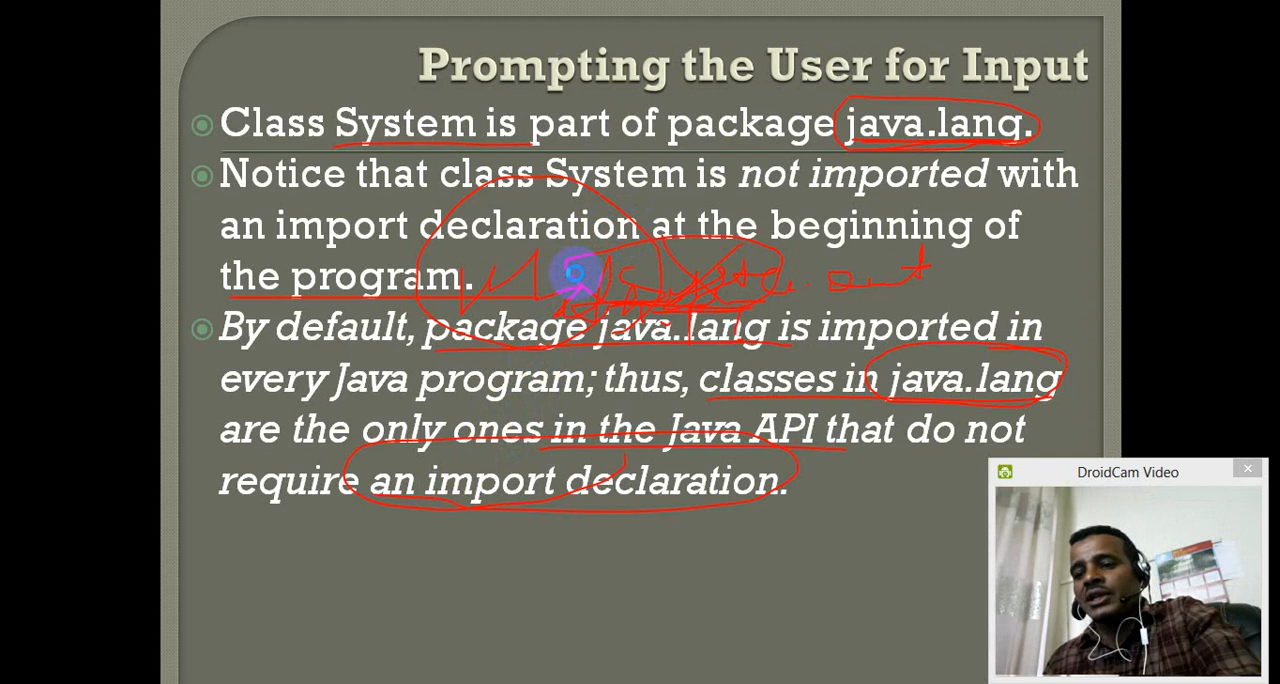 Prompting the User for Input
Class System is part of package java.lang.
Notice that class System is not imported with
an import declaration at the beginning of
the program.
By default, package java.lang is imported in
every Java program; thus, classes in java.lang
are the only ones in the Java API that do not
require an import declaration.
DroidCam Video